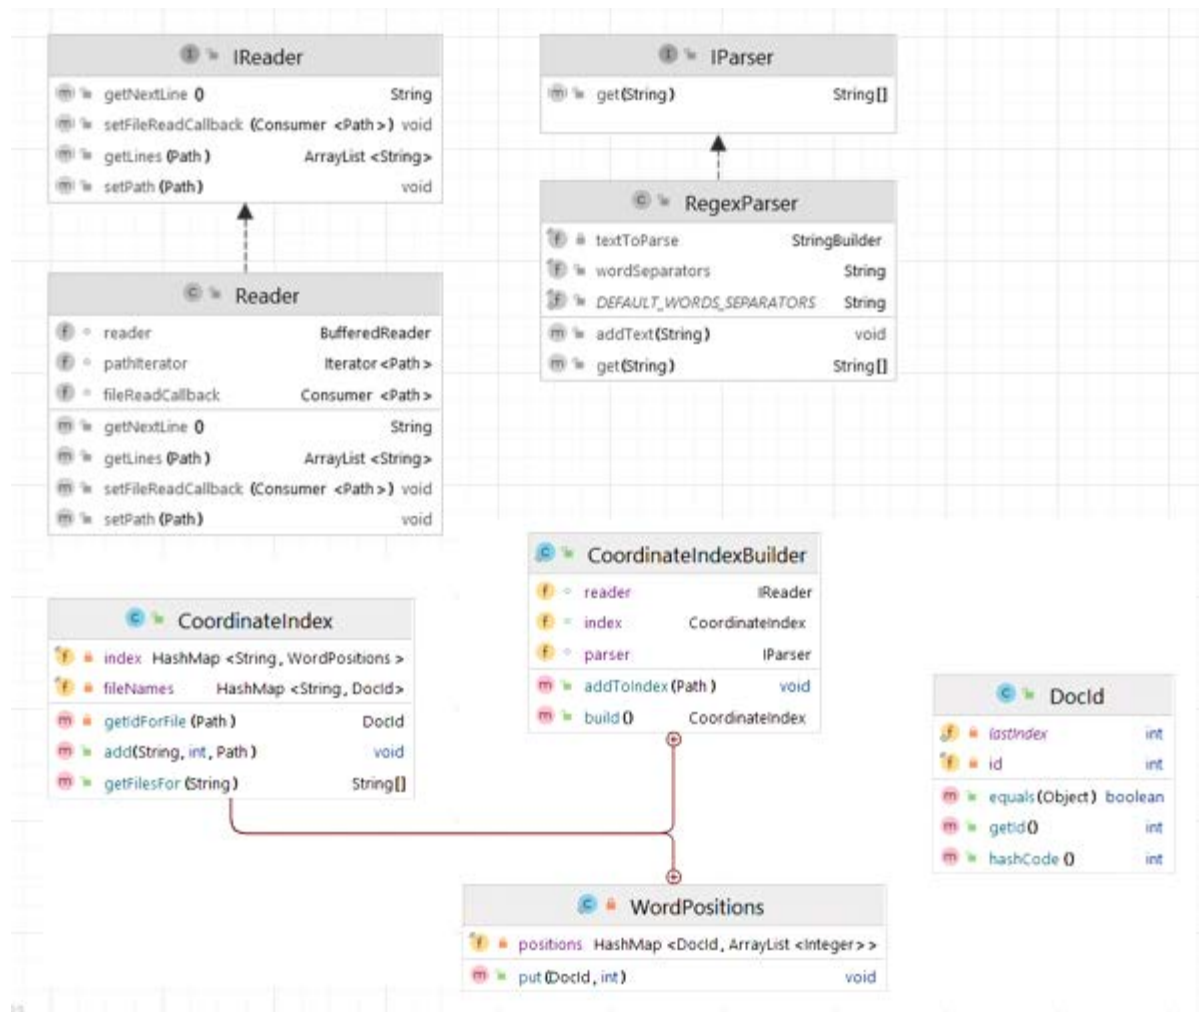 IReader
getNextLine () String
setFileReadCallback (Consumer <Path>) void
getLines (Path) ArrayList <String>
setPath (Path) void
IParser
get(String) String[]
RegexParser
textToParse StringBuilder
wordSeparators String
DEFAULT_WORDS_SEPARATORS String
addText(String) void
get(String) String[]
Reader
reader BufferedReader
pathIterator Iterator<Path>
fileReadCallback Consumer <Path>
getNextLine () String
getLines (Path) ArrayList <String>
setFileReadCallback (Consumer <Path>) void
setPath (Path) void
CoordinateIndexBuilder
reader IReader
index CoordinateIndex
parser IParser
addToIndex(Path) void
build () CoordinateIndex
CoordinateIndex
index HashMap <String, WordPositions >
fileNames HashMap <String, DocId>
getIdForFile (Path) DocId
add(String, int, Path) void
getFilesFor (String) String[]
DocId
lastIndex int
id int
equals(Object) boolean
getId() int
hashCode () int
WordPositions
positions HashMap <DocId, ArrayList <Integer>>
put(DocId, int) void